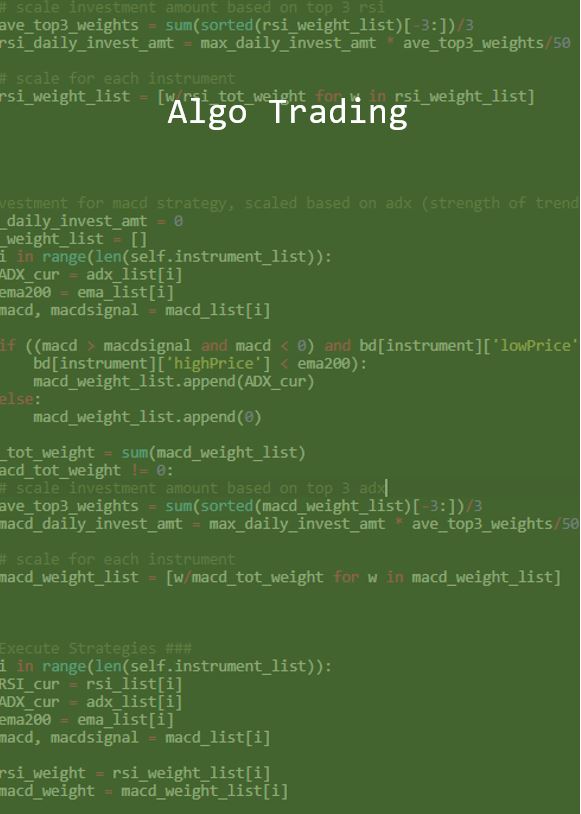 # scale investment amount based on top 3 rsi
ave_top3_weights = sum(sorted(rsi_weight_list)[-3:])/3
rsi_daily_invest_amt = max_daily_invest_amt * ave_top3_weights/50
# scale for each instrument
rsi_weight_list = [w/rsi_tot_weight for w in rsi_weight_list]
Algo Trading
vestment for macd strategy, scaled based on adx (strength of trend
_daily_invest_amt = 0
_weight_list = []
i in range(len(self.instrument_list)):
ADX_cur = adx_list[i]
ema200 = ema_list[i]
macd, macdsignal = macd_list[i]
if ((macd > macdsignal and macd < 0) and bd[instrument]['lowPrice'
bd[instrument]['highPrice'] < ema200):
macd_weight_list.append(ADX_cur)
else:
macd_weight_list.append(0)
_tot_weight = sum(macd_weight_list)
acd_tot_weight != 0:
# scale investment amount based on top 3 adx
ave_top3_weights = sum(sorted(macd_weight_list)[-3:])/3
macd_daily_invest_amt = max_daily_invest_amt * ave_top3_weights/50
# scale for each instrument
macd_weight_list = [w/macd_tot_weight for w in macd_weight_list]
Execute Strategies ###
i in range(len(self.instrument_list)):
RSI_cur = rsi_list[i]
ADX_cur = adx_list[i]
ema200 = ema_list[i]
macd, macdsignal = macd_list[i]
rsi_weight = rsi_weight_list[i]
macd_weight = macd_weight_list[i]